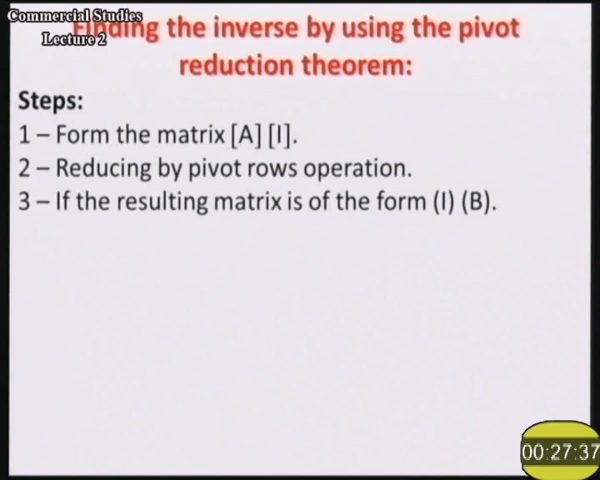 Commercial Studies
Lecture 2
Finding the inverse by using the pivot
reduction theorem:
Steps:
1 – Form the matrix [A] [I].
2 – Reducing by pivot rows operation.
3 – If the resulting matrix is of the form (I) (B).
00:27:37